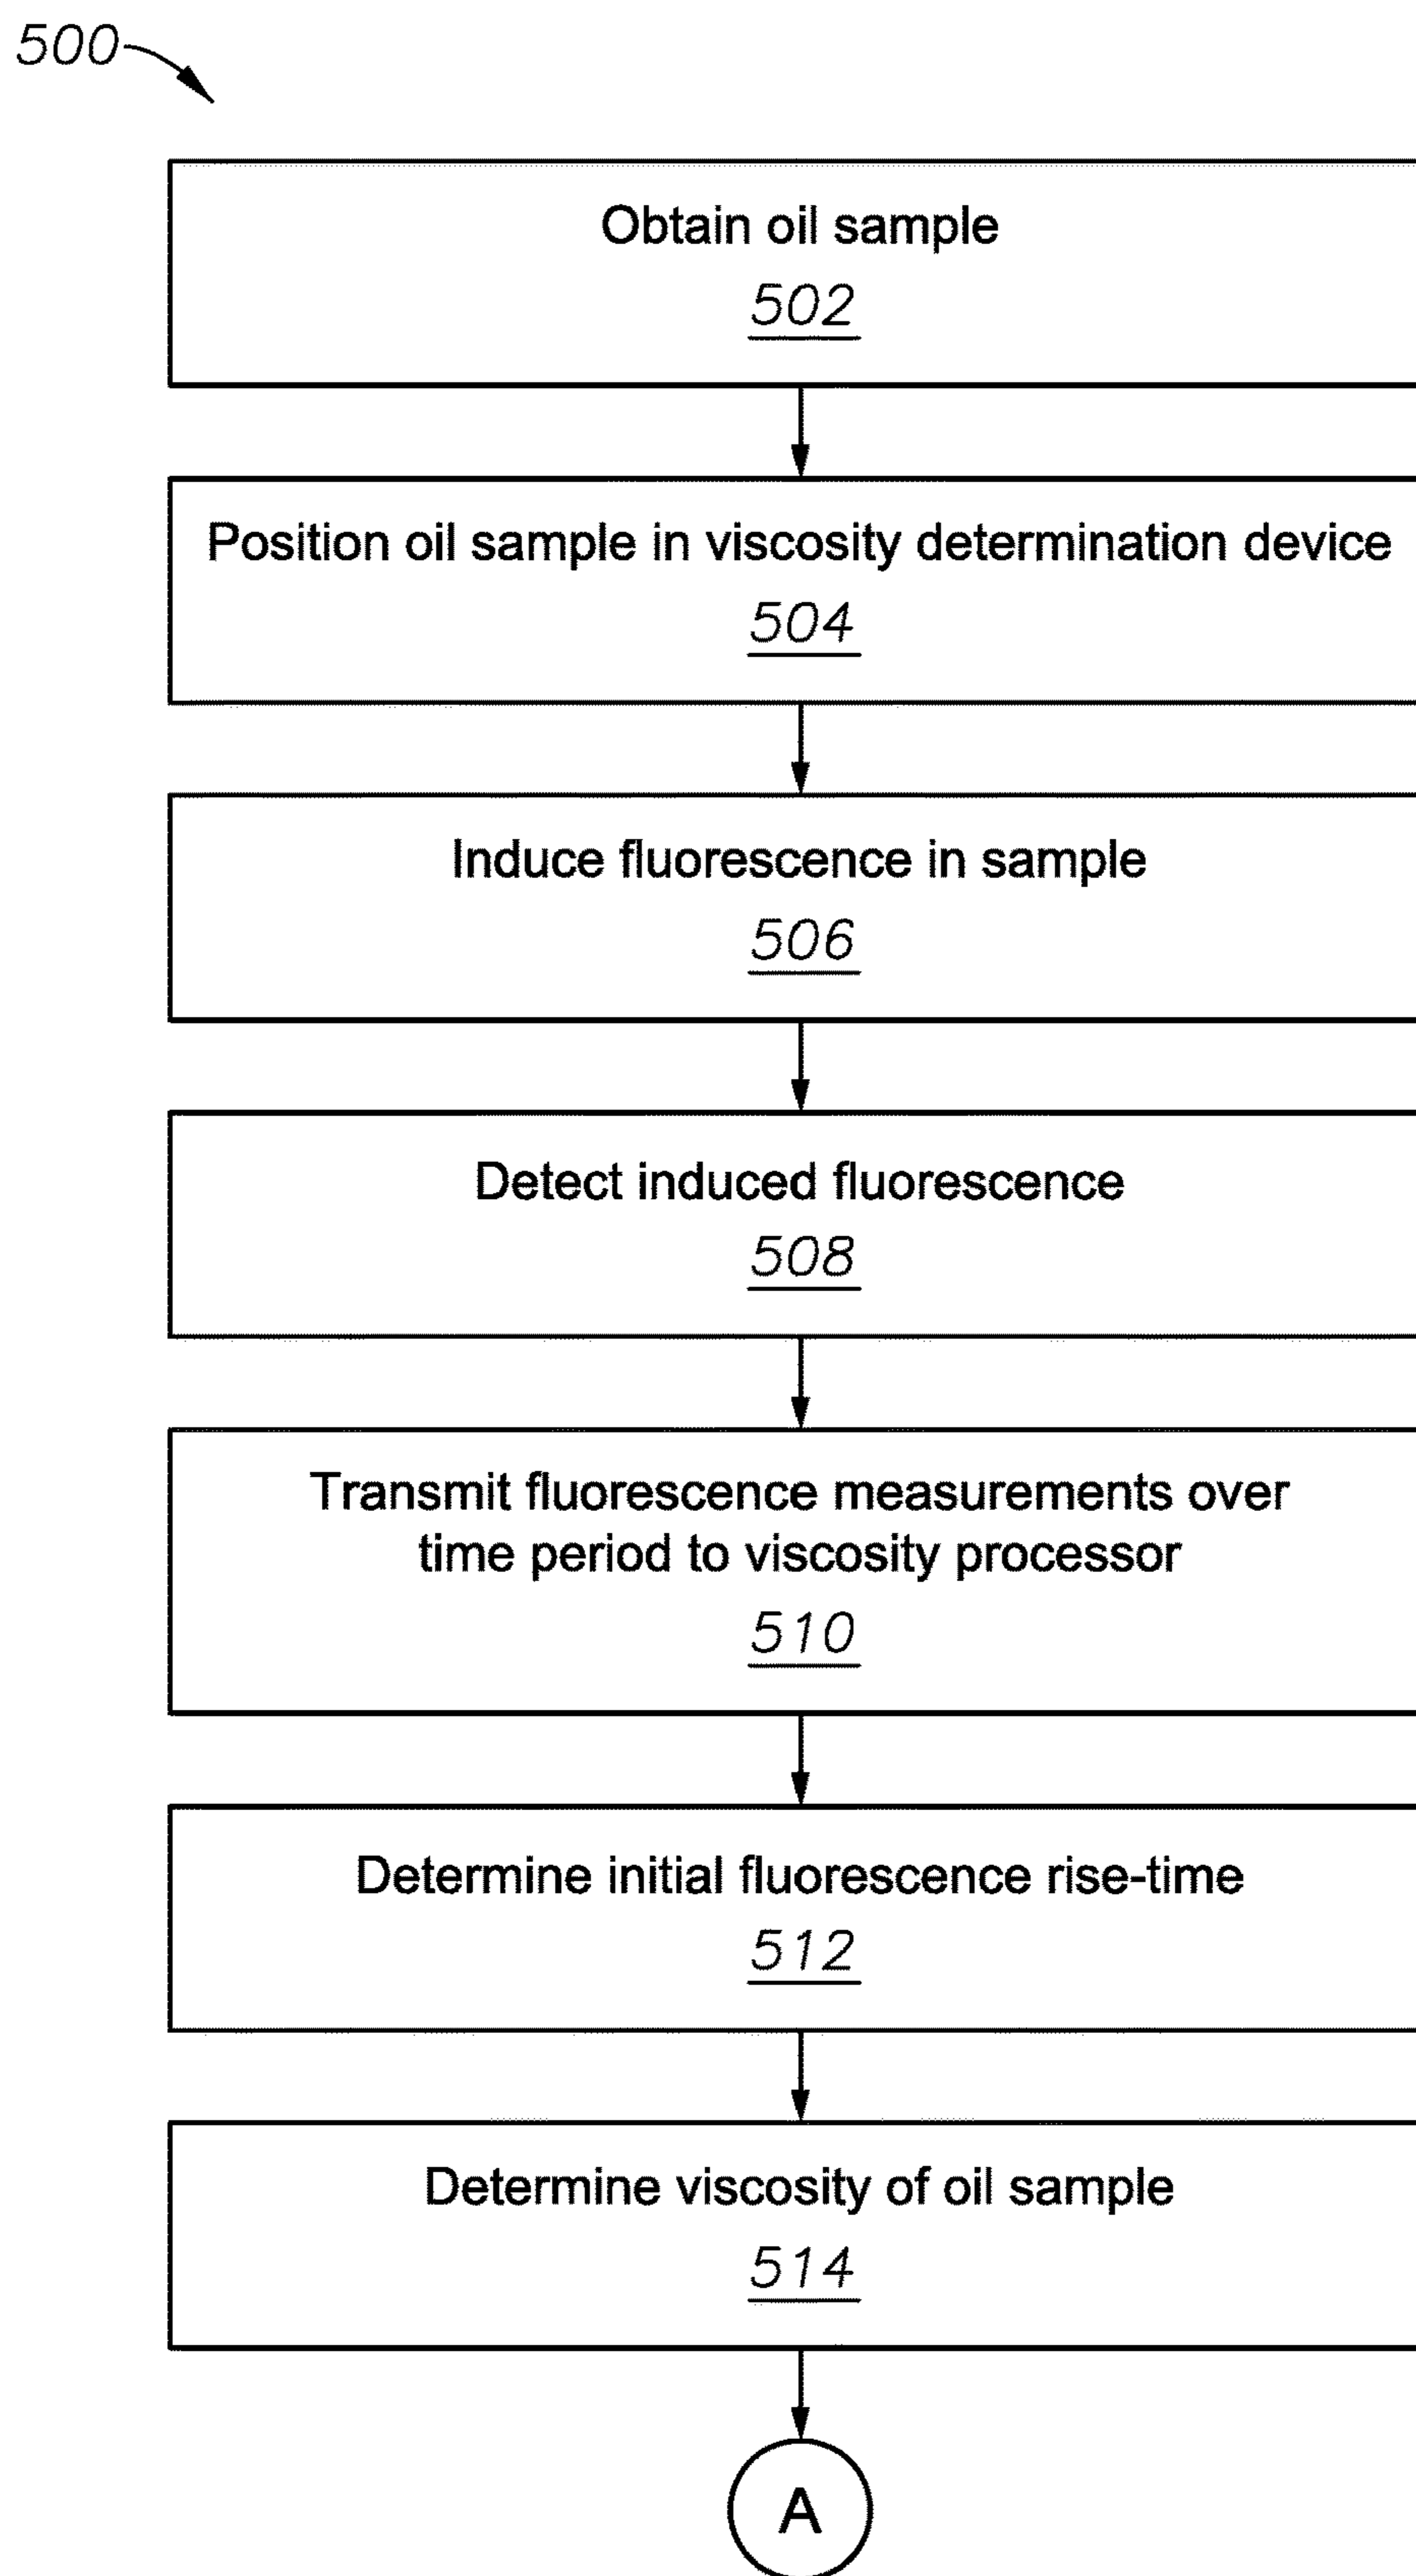 500
Obtain oil sample
502
Position oil sample in viscosity determination device
504
Induce fluorescence in sample
506
Detect induced fluorescence
508
Transmit fluorescence measurements over
time period to viscosity processor
510
Determine initial fluorescence rise-time
512
Determine viscosity of oil sample
514
A